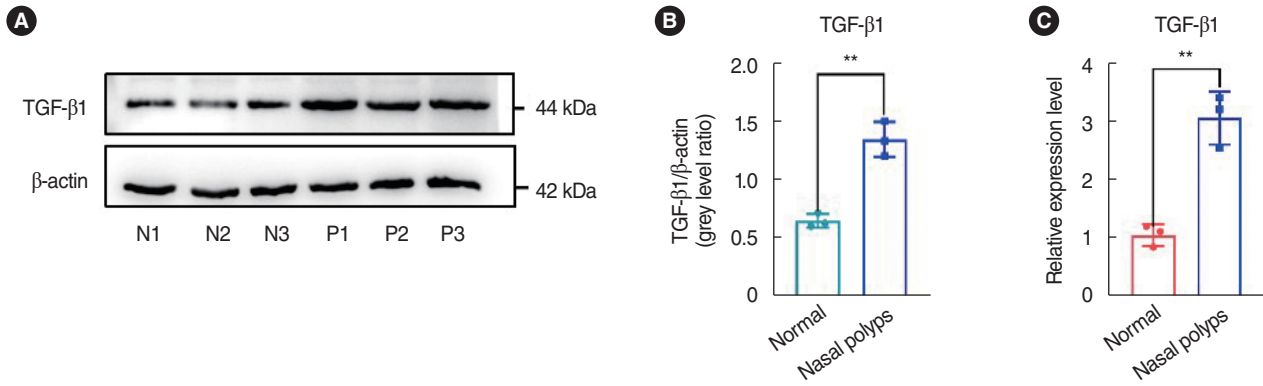 A
TGF-β1
44 kDa
β-actin
42 kDa
N1 N2 N3 P1 P2 P3
B
TGF-β1
**
TGF-β1/β-actin
(grey level ratio)
2.0
1.5
1.0
0.5
0
Normal
Nasal polyps
C
TGF-β1
**
Relative expression level
4
3
2
1
0
Normal
Nasal polyps